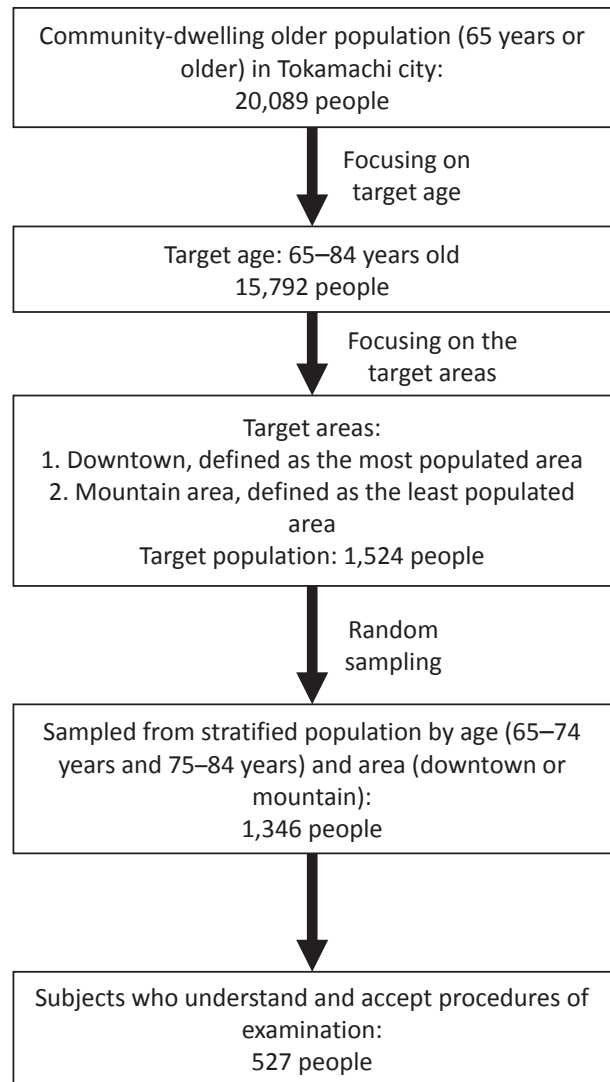 Community-dwelling older population (65 years or
older) in Tokamachi city:
20,089 people
Focusing on
target age
Target age: 65–84 years old
15,792 people
Focusing on the
target areas
Target areas:
1. Downtown, defined as the most populated area
2. Mountain area, defined as the least populated
area
Target population: 1,524 people
Random
sampling
Sampled from stratified population by age (65–74
years and 75–84 years) and area (downtown or
mountain):
1,346 people
Subjects who understand and accept procedures of
examination:
527 people